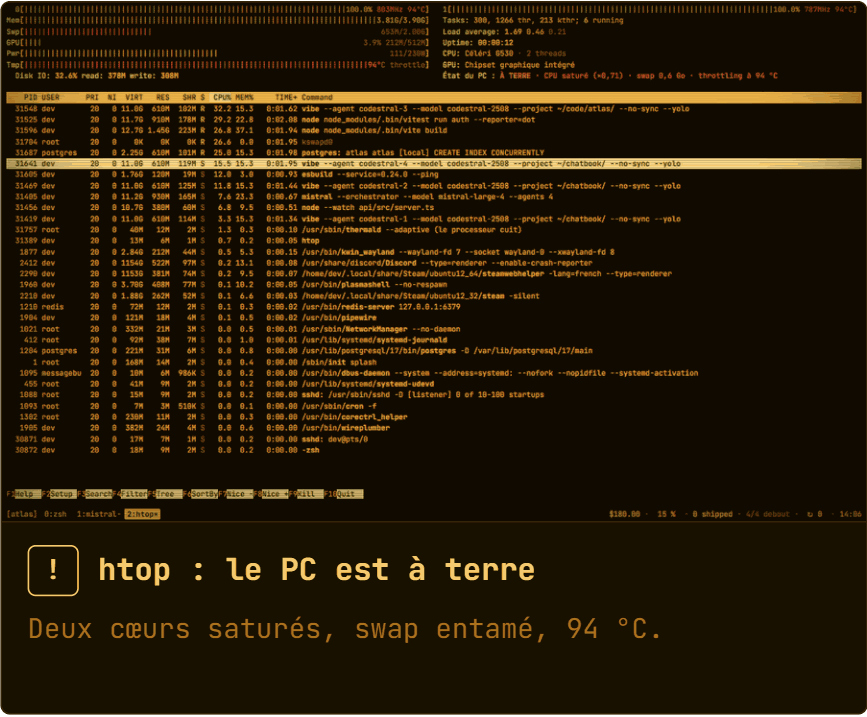 0[||||||||||||||||||||||||||||||||||||||||||||||||||||||100.0% 803MHz 94°C]
1[||||||||||||||||||||||||||||||||||||||||||||||||||||||100.0% 787MHz 94°C]
Mem[||||||||||||||||||||||||||||||||||||||||||||||||||||||3.81G/3.90G]
Tasks: 300, 1266 thr, 213 kthr; 6 running
Swp[||||||||||||||||||||||||||| 653M/2.00G]
Load average: 1.69 0.46 0.21
GPU[|||| 3.9% 212M/512M]
Uptime: 00:00:12
Pwr[||||||||||||||||||||||||||||||||||||||||| 11J/230W]
CPU: Céléri G530 · 2 threads
Tmp[||||||||||||||||||||||||||||||||||||||||||||||||||||||94°C throttle]
GPU: Chipset graphique intégré
Disk IO: 32.6% read: 370M write: 308M
État du PC : À TERRE · CPU saturé (×0,71) · swap 0,6 Go · throttling à 94 °C
PID USER PRI NI VIRT RES SHR S CPU% MEM% TIME+ Command
31548 dev 20 0 11.0G 610M 102M R 32.2 15.3 0:01.62 vibe --agent codestral-3 --model codestral-2508 --project ~/code/atlas/ --no-sync --yolo
31525 dev 20 0 11.7G 910M 178M R 29.2 22.8 0:02.08 node node_modules/.bin/vitest run auth --reporter=dot
31596 dev 20 0 12.7G 1.45G 223M R 26.8 37.1 0:01.94 node node_modules/.bin/vite build
31704 root 20 0 0K 0K 0K R 26.6 0.0 0:01.95 kswapd0
31687 postgres 20 0 2.25G 610M 101M R 25.0 15.3 0:01.98 postgres: atlas atlas [local] CREATE INDEX CONCURRENTLY
31641 dev 20 0 11.0G 610M 119M S 15.5 15.3 0:01.95 vibe --agent codestral-4 --model codestral-2508 --project ~/chatbook/ --no-sync --yolo
31605 dev 20 0 1.76G 120M 19M S 12.0 3.0 0:00.93 esbuild --service=0.24.0 --ping
31469 dev 20 0 11.0G 610M 125M S 11.8 15.3 0:01.44 vibe --agent codestral-2 --model codestral-2508 --project ~/chatbook/ --no-sync --yolo
31405 dev 20 0 11.2G 930M 165M S 7.6 23.3 0:00.67 mistral --orchestrator --model mistral-large-4 --agents 4
31456 dev 20 0 10.7G 380M 60M S 6.8 9.5 0:00.51 node --watch api/src/server.ts
31419 dev 20 0 11.0G 610M 114M S 3.3 15.3 0:01.34 vibe --agent codestral-1 --model codestral-2508 --project ~/chatbook/ --no-sync --yolo
31757 root 20 0 40M 12M 2M S 1.3 0.3 0:00.10 /usr/sbin/thermald --adaptive (le processeur cuit)
31389 dev 20 0 13M 6M 1M S 0.7 0.2 0:00.05 htop
1877 dev 20 0 2.84G 212M 44M S 0.5 5.3 0:00.15 /usr/bin/kwin_wayland --wayland-fd 7 --socket wayland-0 --xwayland-fd 8
2412 dev 20 0 1154G 522M 97M S 0.2 13.1 0:00.08 /usr/share/discord/Discord --type=renderer --enable-crash-reporter
2290 dev 20 0 1153G 381M 74M S 0.2 9.5 0:00.07 /home/dev/.local/share/Steam/ubuntu12_64/steamwebhelper -lang=french --type=renderer
1960 dev 20 0 3.70G 408M 77M S 0.1 10.2 0:00.05 /usr/bin/plasmashell --no-respawn
2210 dev 20 0 1.88G 262M 52M S 0.1 6.6 0:00.03 /home/dev/.local/share/Steam/ubuntu12_32/steam -silent
1210 redis 20 0 72M 12M 2M S 0.1 0.3 0:00.02 /usr/bin/redis-server 127.0.0.1:6379
1904 dev 20 0 121M 18M 4M S 0.1 0.5 0:00.02 /usr/bin/pipewire
1021 root 20 0 332M 21M 3M S 0.0 0.5 0:00.01 /usr/sbin/NetworkManager --no-daemon
412 root 20 0 92M 38M 7M S 0.0 1.0 0:00.01 /usr/lib/systemd/systemd-journald
1204 postgres 20 0 221M 31M 6M S 0.0 0.8 0:00.00 /usr/lib/postgresql/17/bin/postgres -D /var/lib/postgresql/17/main
1 root 20 0 168M 14M 2M S 0.0 0.4 0:00.00 /sbin/init splash
1095 messagebu 20 0 10M 6M 986K S 0.0 0.2 0:00.00 /usr/bin/dbus-daemon --system --address=systemd: --nofork --nopidfile --systemd-activation
455 root 20 0 41M 9M 2M S 0.0 0.2 0:00.00 /usr/lib/systemd/systemd-udevd
1088 root 20 0 15M 9M 2M S 0.0 0.2 0:00.00 sshd: /usr/sbin/sshd -D [listener] 0 of 10-100 startups
1093 root 20 0 7M 3M 510K S 0.0 0.1 0:00.00 /usr/sbin/cron -f
1302 root 20 0 230M 11M 2M S 0.0 0.3 0:00.00 /usr/bin/corectrl_helper
1905 dev 20 0 382M 24M 4M S 0.0 0.6 0:00.00 /usr/bin/wireplumber
30871 dev 20 0 17M 7M 1M S 0.0 0.2 0:00.00 sshd: dev@pts/0
30872 dev 20 0 18M 9M 2M S 0.0 0.2 0:00.00 -zsh
F1Help F2Setup F3SearchF4FilterF5Tree F6SortByF7Nice -F8Nice +F9Kill F10Quit
[atlas] 0:zsh 1:mistral- 2:htop* $180.00 · 15 % · 0 shipped · 4/4 debout · ↻ 0 · 14:06
! htop : le PC est à terre
Deux cœurs saturés, swap entamé, 94 °C.